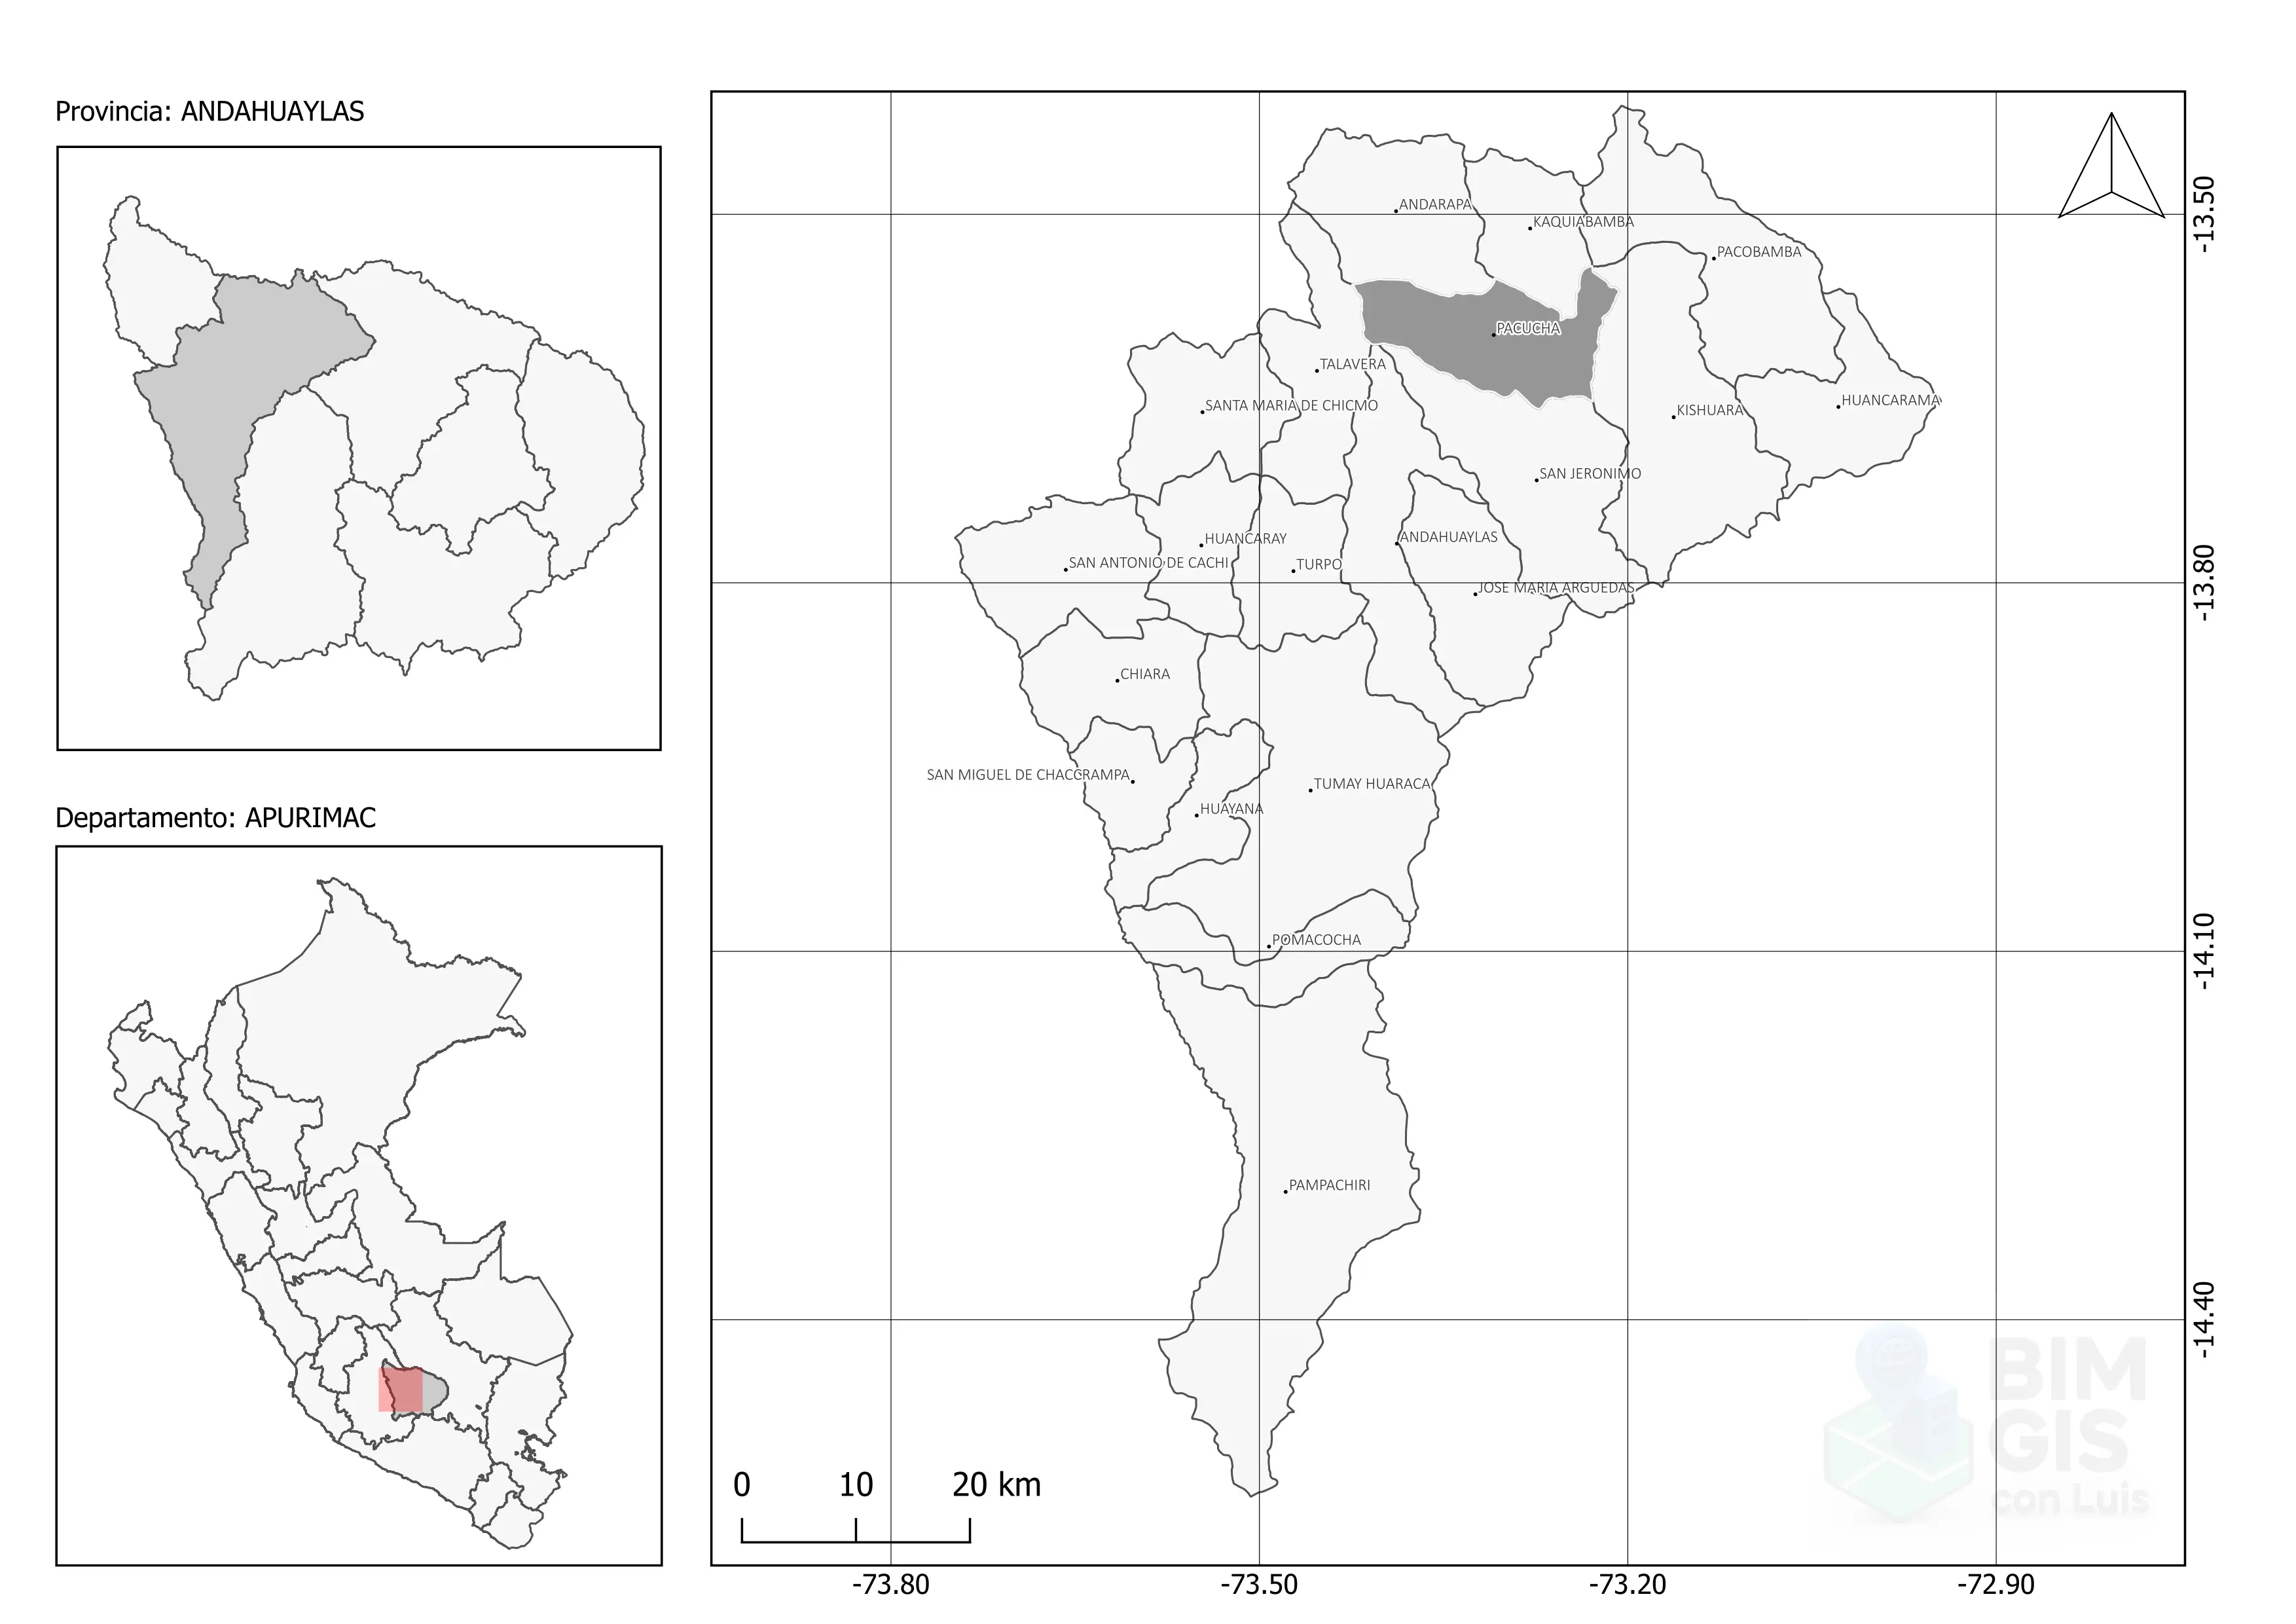 Provincia: ANDAHUAYLAS
Departamento: APURIMAC
ANDARAPA
KAQUIABAMBA
PACOBAMBA
PACUCHA
TALAVERA
SANTA MARIA DE CHICMO
KISHUARA
HUANCARAMA
SAN JERONIMO
HUANCARAY
ANDAHUAYLAS
SAN ANTONIO DE CACHI
TURPO
JOSE MARIA ARGUEDAS
CHIARA
SAN MIGUEL DE CHACCRAMPA
TUMAY HUARACA
HUAYANA
POMACOCHA
PAMPACHIRI
0 10 20 km
-13.50
-13.80
-14.10
-14.40
-73.80 -73.50 -73.20 -72.90
BIM
GIS
con Luis